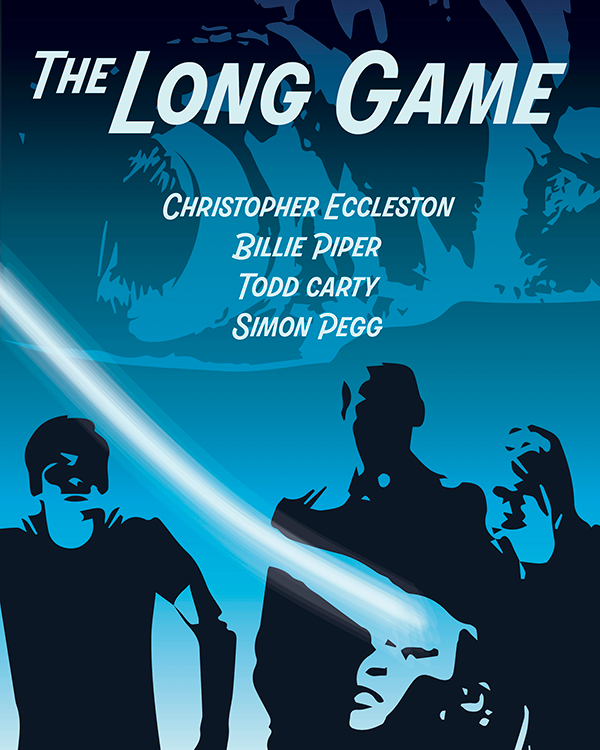 The Long Game
Christopher Eccleston
Billie Piper
Todd Carty
Simon Pegg